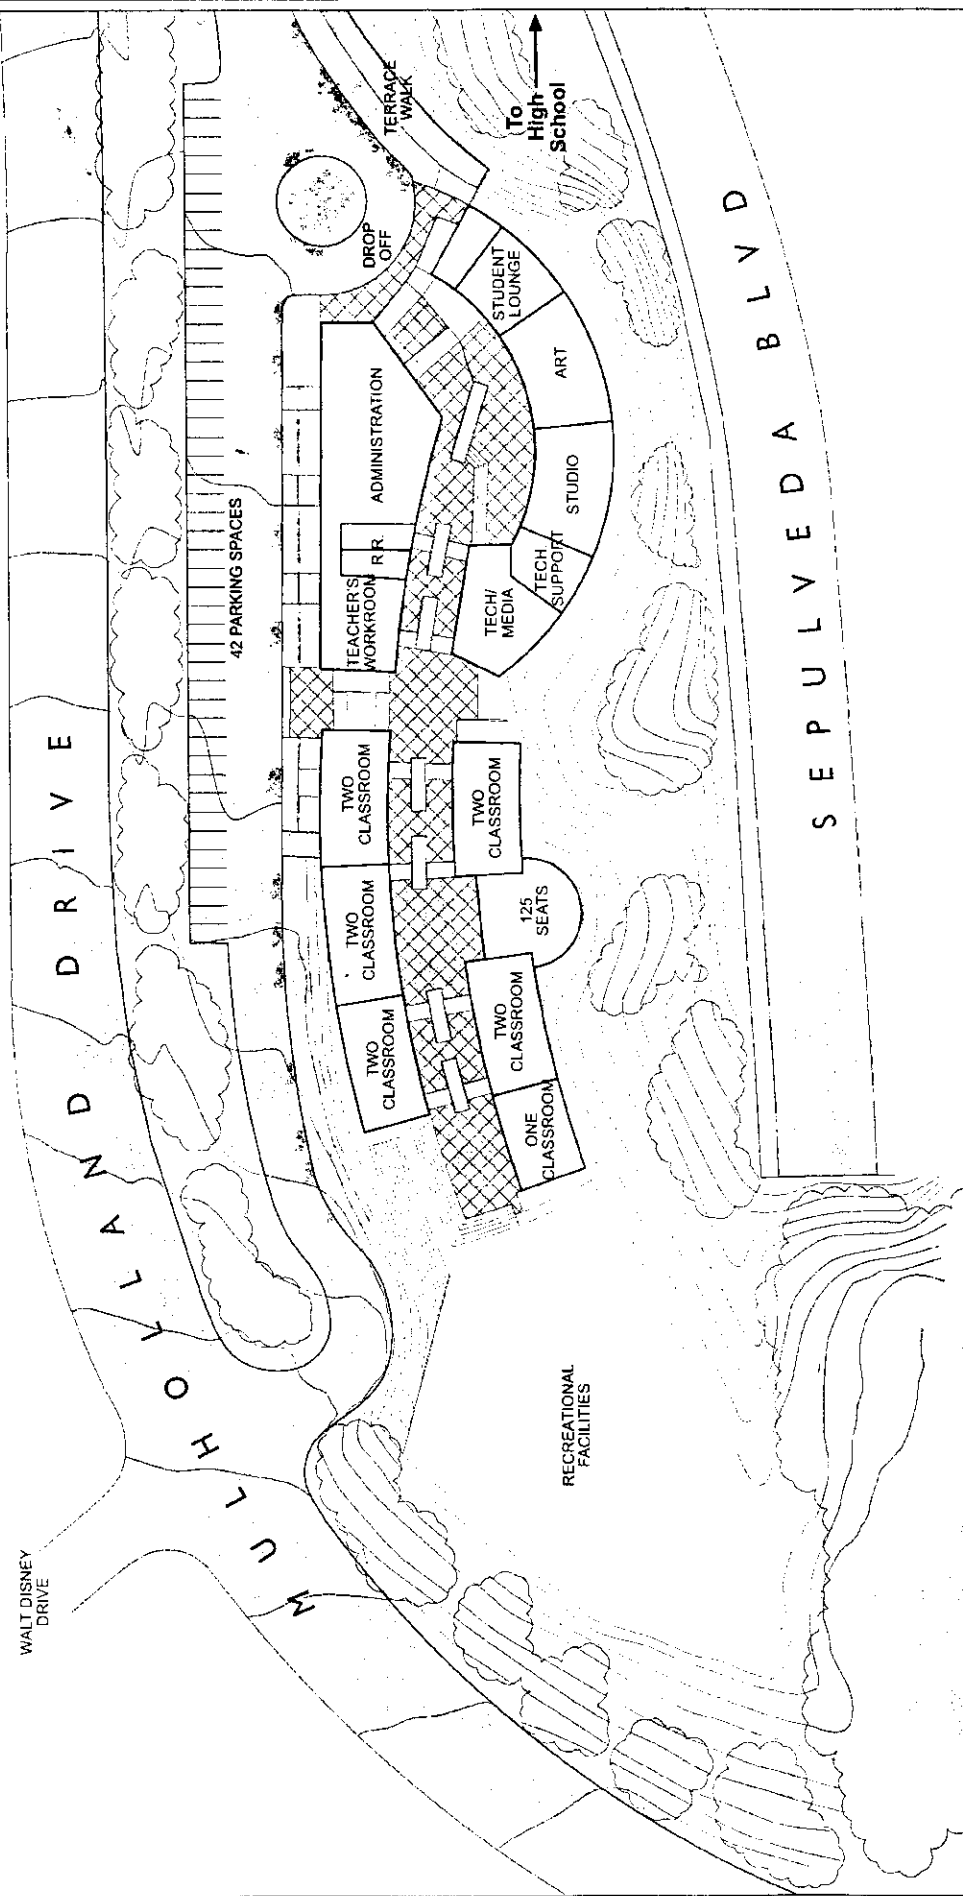 WALT DISNEY
DRIVE
MULHOLLAND DRIVE
42 PARKING SPACES
TERRACE
WALK
To
High
School
DROP
OFF
STUDENT
LOUNGE
ART
STUDIO
TECH
SUPPORT
TECH/
MEDIA
ADMINISTRATION
R.R.
TEACHER'S
WORKROOM
TWO
CLASSROOM
TWO
CLASSROOM
TWO
CLASSROOM
TWO
CLASSROOM
125
SEATS
TWO
CLASSROOM
ONE
CLASSROOM
RECREATIONAL
FACILITIES
SEPULVEDA BLVD